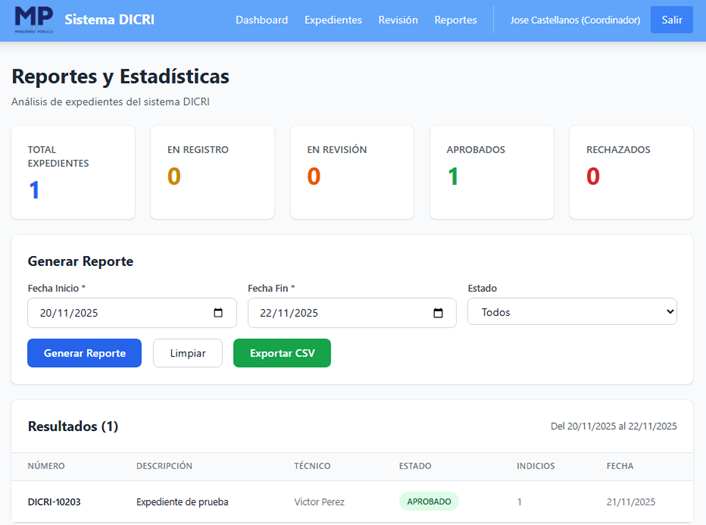 MP
MINISTERIO PÚBLICO
Sistema DICRI
Dashboard
Expedientes
Revisión
Reportes
Jose Castellanos (Coordinador)
Salir
Reportes y Estadísticas
Análisis de expedientes del sistema DICRI
TOTAL
EXPEDIENTES
1
EN REGISTRO
0
EN REVISIÓN
0
APROBADOS
1
RECHAZADOS
0
Generar Reporte
Fecha Inicio *
20/11/2025
Fecha Fin *
22/11/2025
Estado
Todos
Generar Reporte
Limpiar
Exportar CSV
Resultados (1)
Del 20/11/2025 al 22/11/2025
NÚMERO DESCRIPCIÓN TÉCNICO ESTADO INDICIOS FECHA
DICRI-10203 Expediente de prueba Victor Perez APROBADO 1 21/11/2025